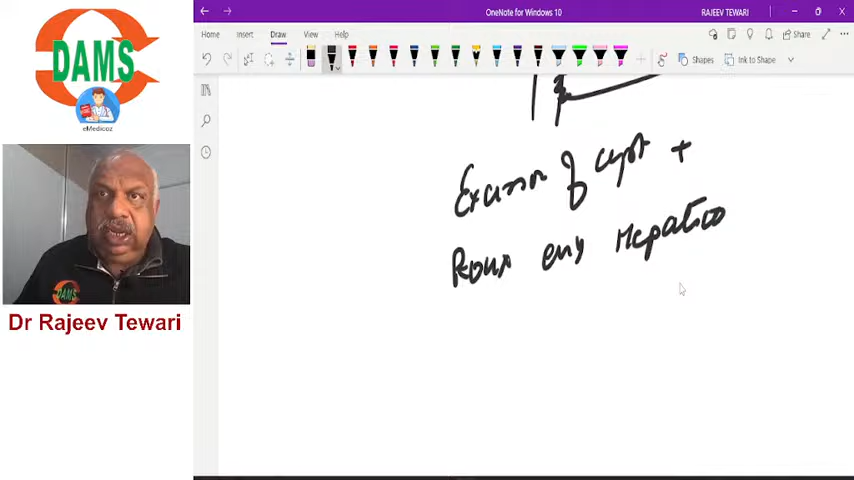 OneNote for Windows 10
RAJEEV TEWARI
Home Insert Draw View Help
Share
Shapes
Ink to Shape
DAMS
eMedicoz
DAMS
Dr Rajeev Tewari
Excision of cyst +
Roux en y Hepatico